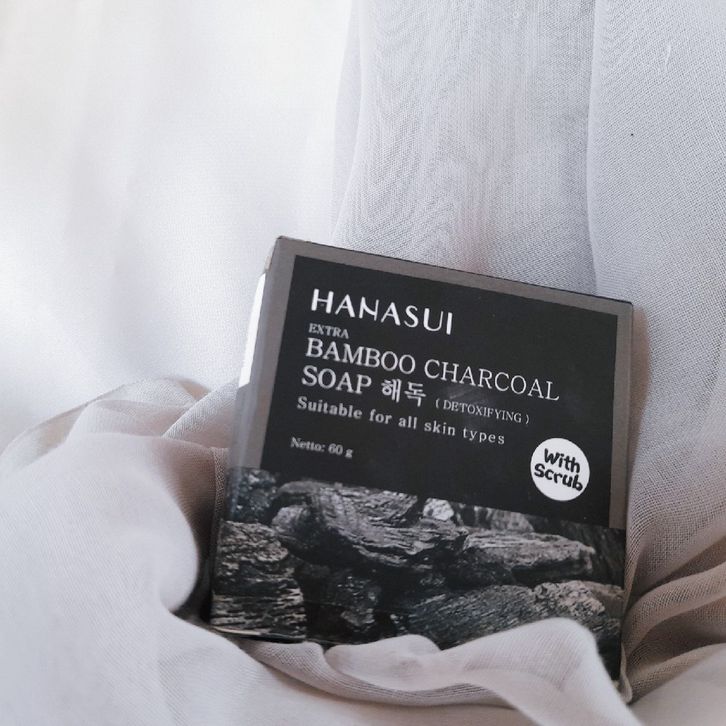 HANASUI
EXTRA
BAMBOO CHARCOAL
SOAP 해독 ( DETOXIFYING )
Suitable for all skin types
Netto: 60 g
With
Scrub